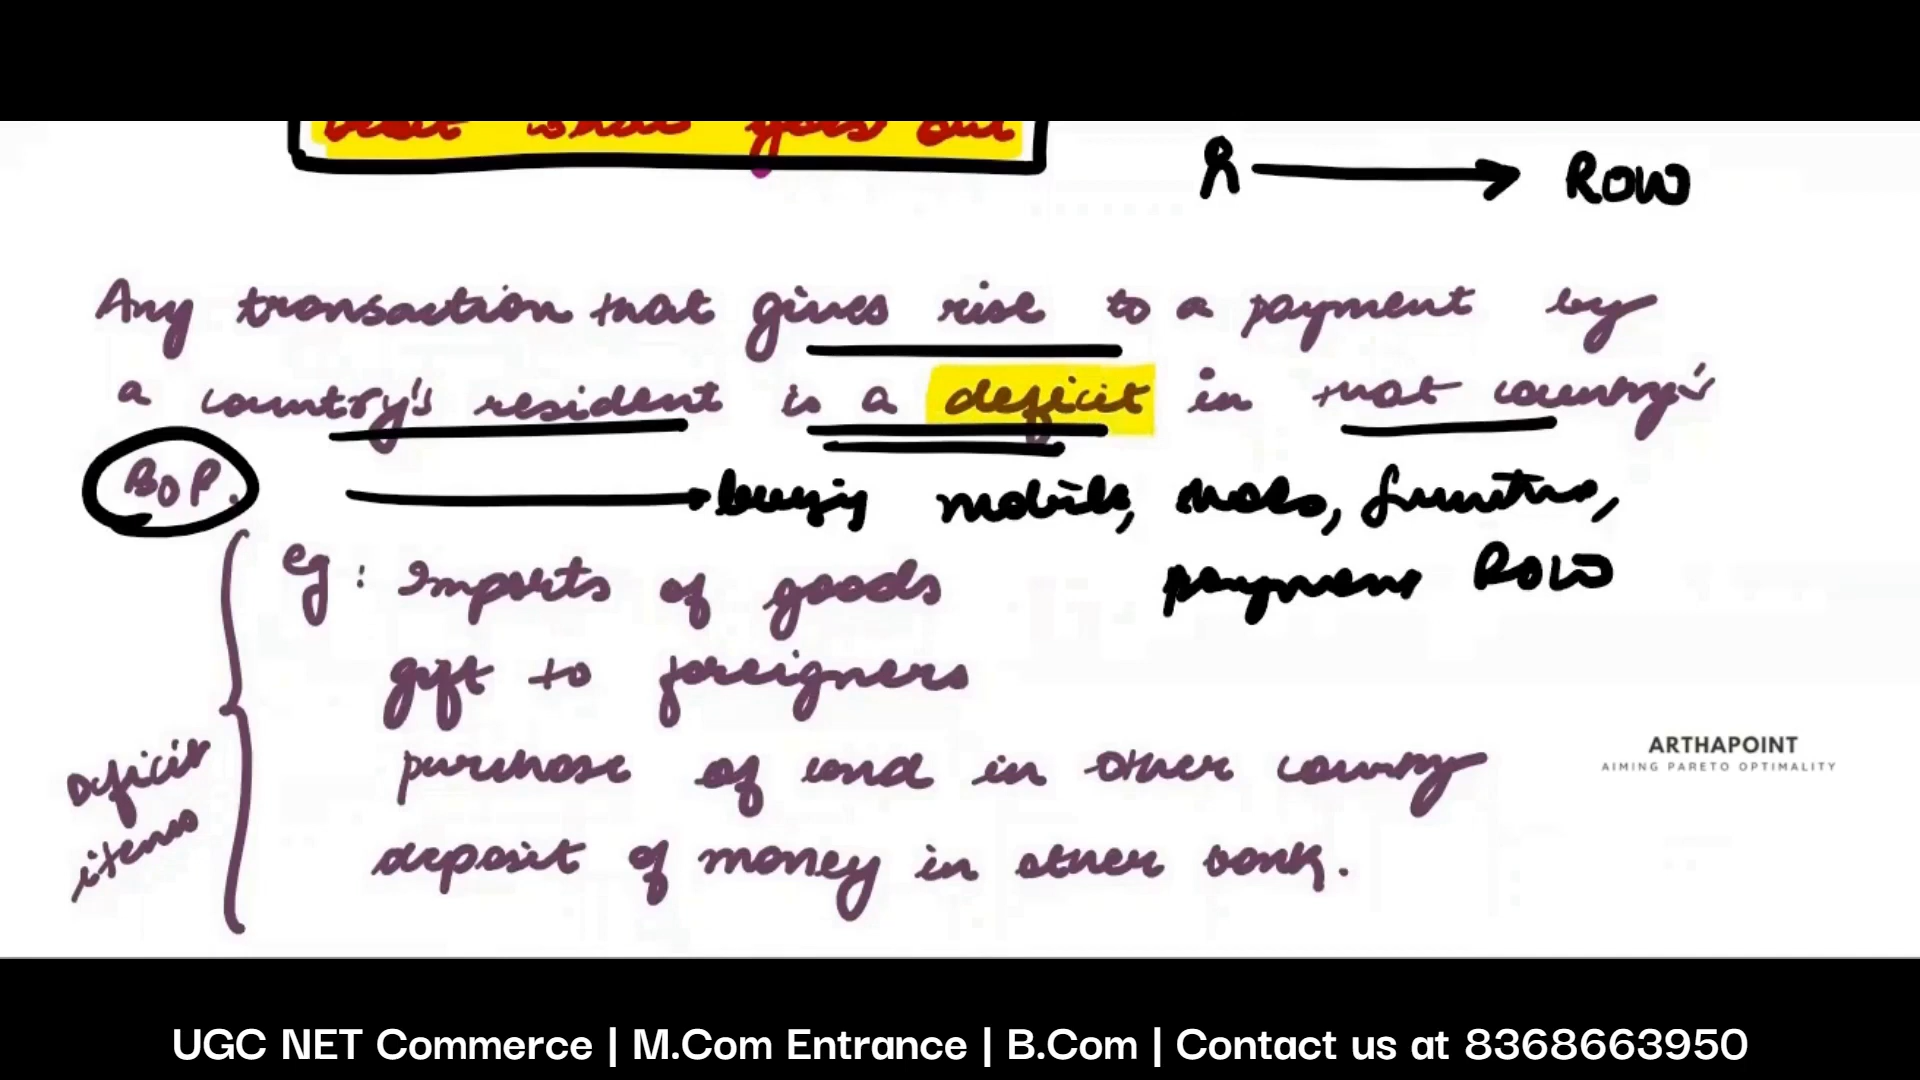 what goes out
R → ROW
Any transaction that gives rise to a payment by
a country's resident is a deficit in that country's
BOP.
buying mobile, furniture,
payment ROW
eg: Imports of goods
gift to foreigners
purchase of land in other country
deposit of money in other bank.
Deficit
items
ARTHAPOINT
AIMING PARETO OPTIMALITY
UGC NET Commerce | M.Com Entrance | B.Com | Contact us at 8368663950